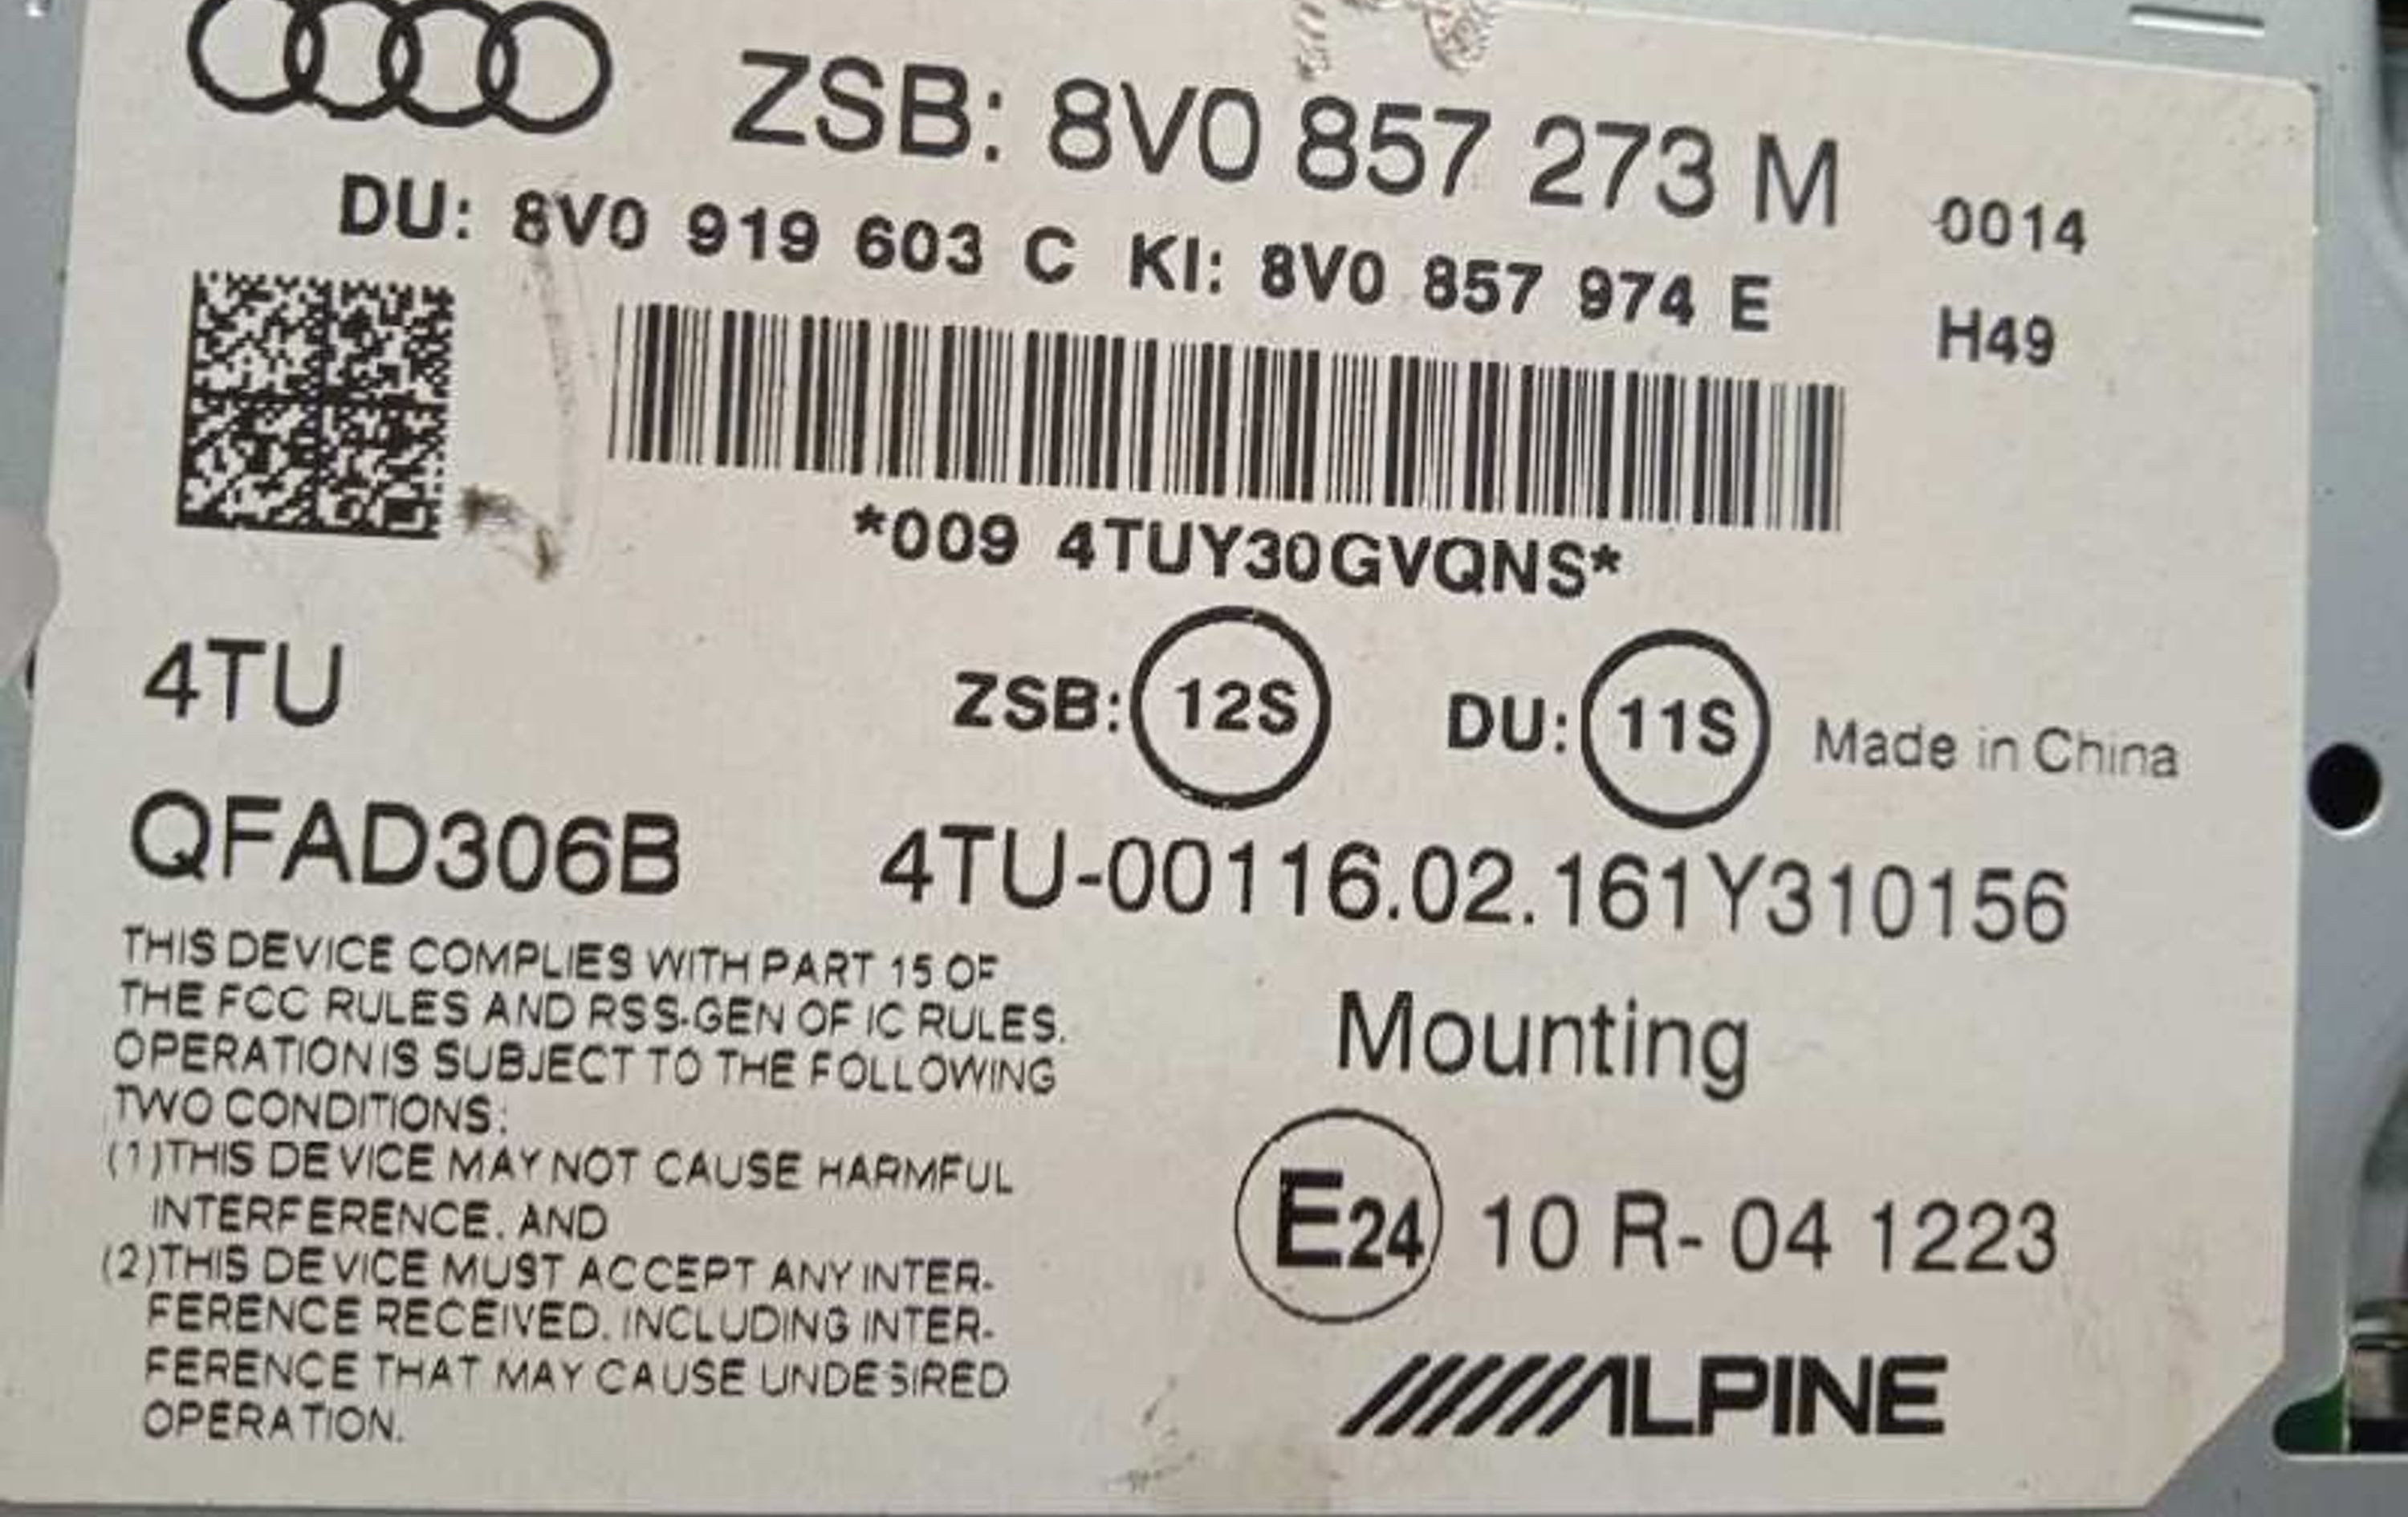 ZSB: 8V0 857 273 M 0014
DU: 8V0 919 603 C KI: 8V0 857 974 E
H49
*009 4TUY30GVQNS*
4TU ZSB: 12S DU: 11S Made in China
QFAD306B 4TU-00116.02.161Y310156
THIS DEVICE COMPLIES WITH PART 15 OF
THE FCC RULES AND RSS-GEN OF IC RULES.
OPERATION IS SUBJECT TO THE FOLLOWING
TWO CONDITIONS:
(1)THIS DEVICE MAY NOT CAUSE HARMFUL
INTERFERENCE. AND
(2)THIS DEVICE MUST ACCEPT ANY INTER-
FERENCE RECEIVED. INCLUDING INTER-
FERENCE THAT MAY CAUSE UNDESIRED
OPERATION.
Mounting
E24 10 R- 04 1223
ALPINE